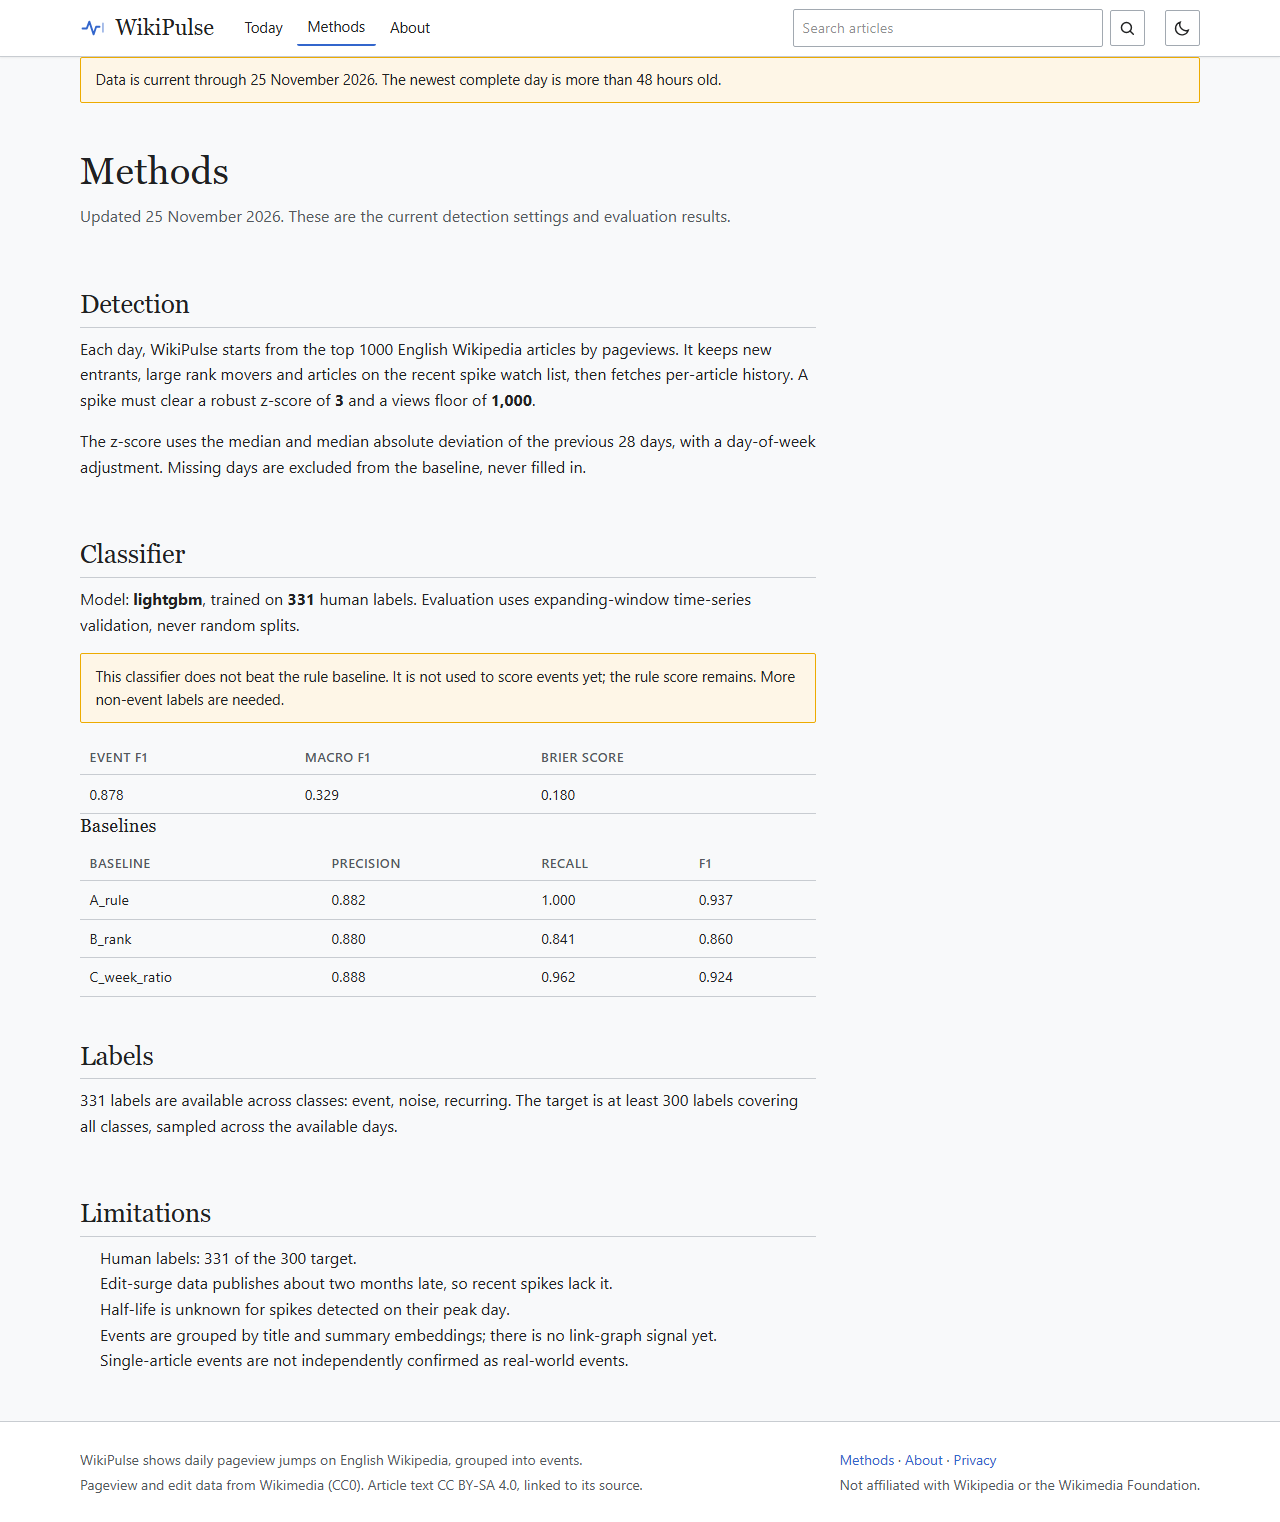 WikiPulse Today Methods About Search articles
Data is current through 25 November 2026. The newest complete day is more than 48 hours old.
Methods
Updated 25 November 2026. These are the current detection settings and evaluation results.
Detection
Each day, WikiPulse starts from the top 1000 English Wikipedia articles by pageviews. It keeps new
entrants, large rank movers and articles on the recent spike watch list, then fetches per-article history. A
spike must clear a robust z-score of 3 and a views floor of 1,000.
The z-score uses the median and median absolute deviation of the previous 28 days, with a day-of-week
adjustment. Missing days are excluded from the baseline, never filled in.
Classifier
Model: lightgbm, trained on 331 human labels. Evaluation uses expanding-window time-series
validation, never random splits.
This classifier does not beat the rule baseline. It is not used to score events yet; the rule score remains. More
non-event labels are needed.
EVENT F1 MACRO F1 BRIER SCORE
0.878 0.329 0.180
Baselines
BASELINE PRECISION RECALL F1
A_rule 0.882 1.000 0.937
B_rank 0.880 0.841 0.860
C_week_ratio 0.888 0.962 0.924
Labels
331 labels are available across classes: event, noise, recurring. The target is at least 300 labels covering
all classes, sampled across the available days.
Limitations
Human labels: 331 of the 300 target.
Edit-surge data publishes about two months late, so recent spikes lack it.
Half-life is unknown for spikes detected on their peak day.
Events are grouped by title and summary embeddings; there is no link-graph signal yet.
Single-article events are not independently confirmed as real-world events.
WikiPulse shows daily pageview jumps on English Wikipedia, grouped into events.
Pageview and edit data from Wikimedia (CC0). Article text CC BY-SA 4.0, linked to its source.
Methods · About · Privacy
Not affiliated with Wikipedia or the Wikimedia Foundation.